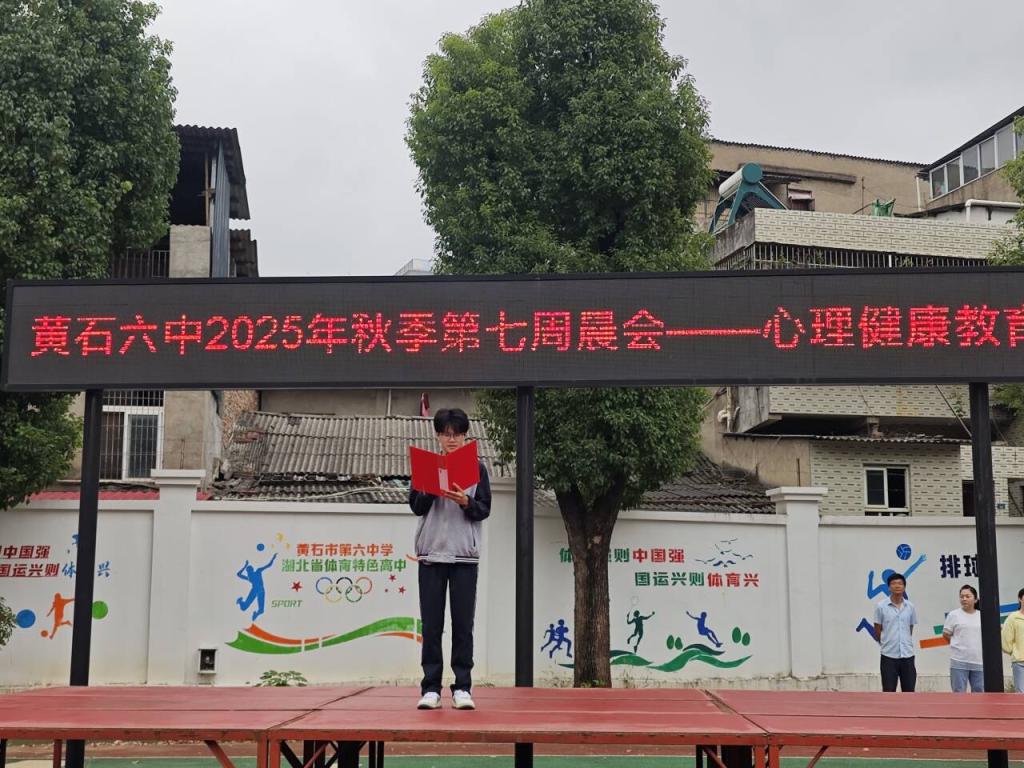 黄石六中2025年秋季第七周晨会——心理健康教育
中国强
国运兴则体育兴
黄石市第六中学
湖北省体育特色高中
SPORT
体育强则中国强
国运兴则体育兴
排球